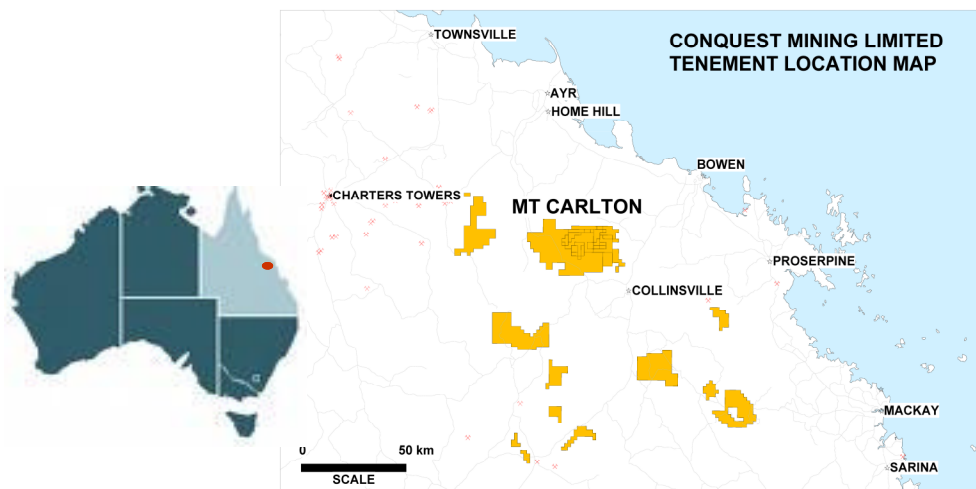 CONQUEST MINING LIMITED
TENEMENT LOCATION MAP
TOWNSVILLE
AYR
HOME HILL
BOWEN
CHARTERS TOWERS
MT CARLTON
PROSERPINE
COLLINSVILLE
MACKAY
SARINA
0 50 km
SCALE